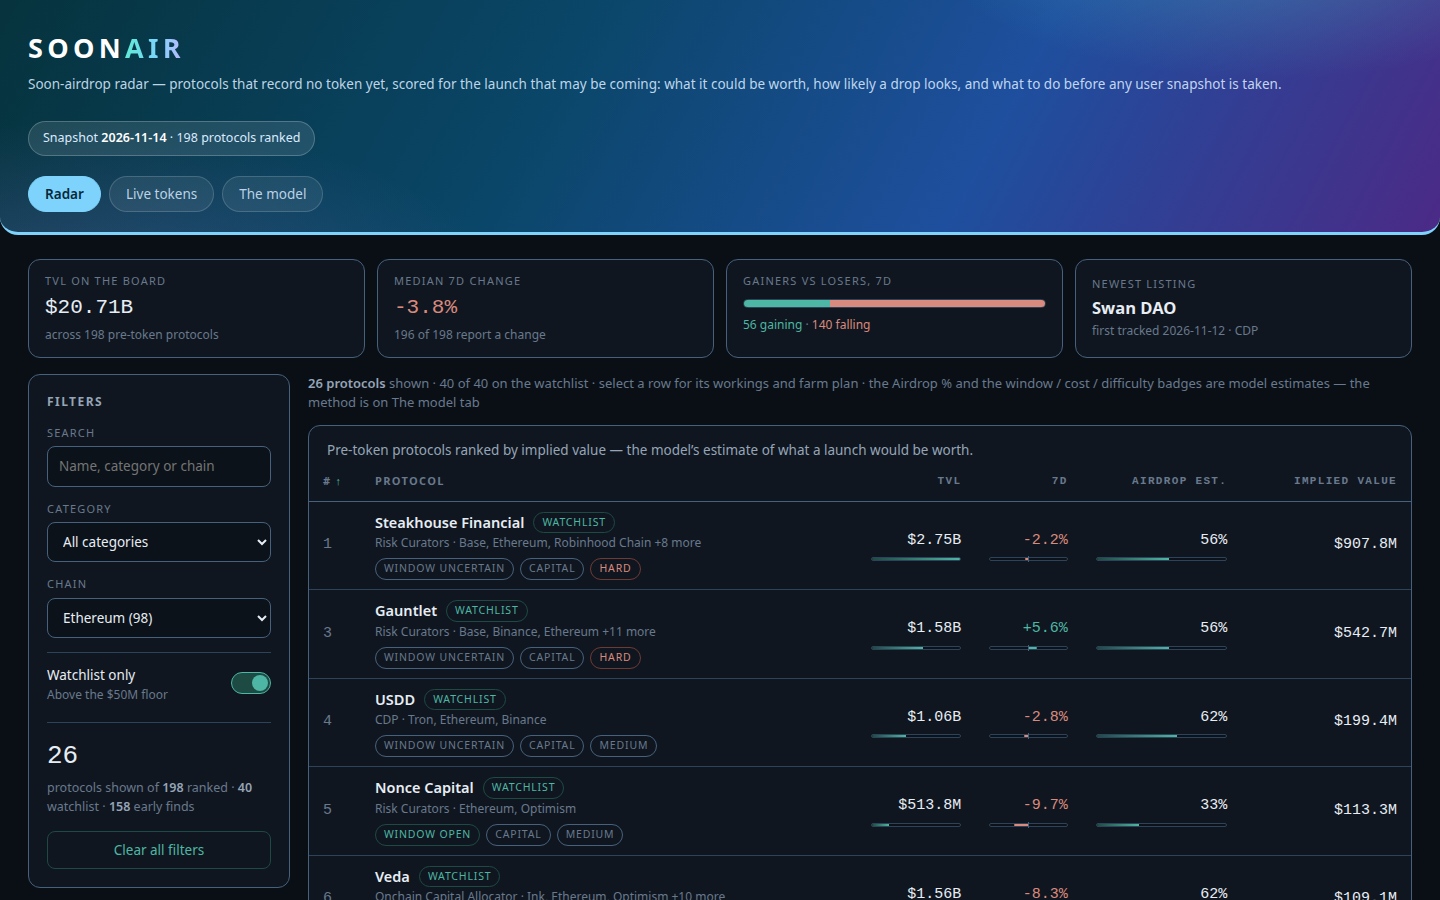 SOONAIR
Soon-airdrop radar — protocols that record no token yet, scored for the launch that may be coming: what it could be worth, how likely a drop looks, and what to do before any user snapshot is taken.
Snapshot 2026-11-14 · 198 protocols ranked
Radar
Live tokens
The model
TVL ON THE BOARD
$20.71B
across 198 pre-token protocols
MEDIAN 7D CHANGE
-3.8%
196 of 198 report a change
GAINERS VS LOSERS, 7D
56 gaining · 140 falling
NEWEST LISTING
Swan DAO
first tracked 2026-11-12 · CDP
FILTERS
SEARCH
Name, category or chain
CATEGORY
All categories
CHAIN
Ethereum (98)
Watchlist only
Above the $50M floor
26
protocols shown of 198 ranked · 40
watchlist · 158 early finds
Clear all filters
26 protocols shown · 40 of 40 on the watchlist · select a row for its workings and farm plan · the Airdrop % and the window / cost / difficulty badges are model estimates — the
method is on The model tab
Pre-token protocols ranked by implied value — the model's estimate of what a launch would be worth.
# ↑ PROTOCOL TVL 7D AIRDROP EST. IMPLIED VALUE
1 Steakhouse Financial WATCHLIST $2.75B -2.2% 56% $907.8M
Risk Curators · Base, Ethereum, Robinhood Chain +8 more
WINDOW UNCERTAIN CAPITAL HARD
3 Gauntlet WATCHLIST $1.58B +5.6% 56% $542.7M
Risk Curators · Base, Binance, Ethereum +11 more
WINDOW UNCERTAIN CAPITAL HARD
4 USDD WATCHLIST $1.06B -2.8% 62% $199.4M
CDP · Tron, Ethereum, Binance
WINDOW UNCERTAIN CAPITAL MEDIUM
5 Nonce Capital WATCHLIST $513.8M -9.7% 33% $113.3M
Risk Curators · Ethereum, Optimism
WINDOW OPEN CAPITAL MEDIUM
6 Veda WATCHLIST $1.56B -8.3% 62% $109.1M
Onchain Capital Allocator · Ink, Ethereum, Optimism +10 more